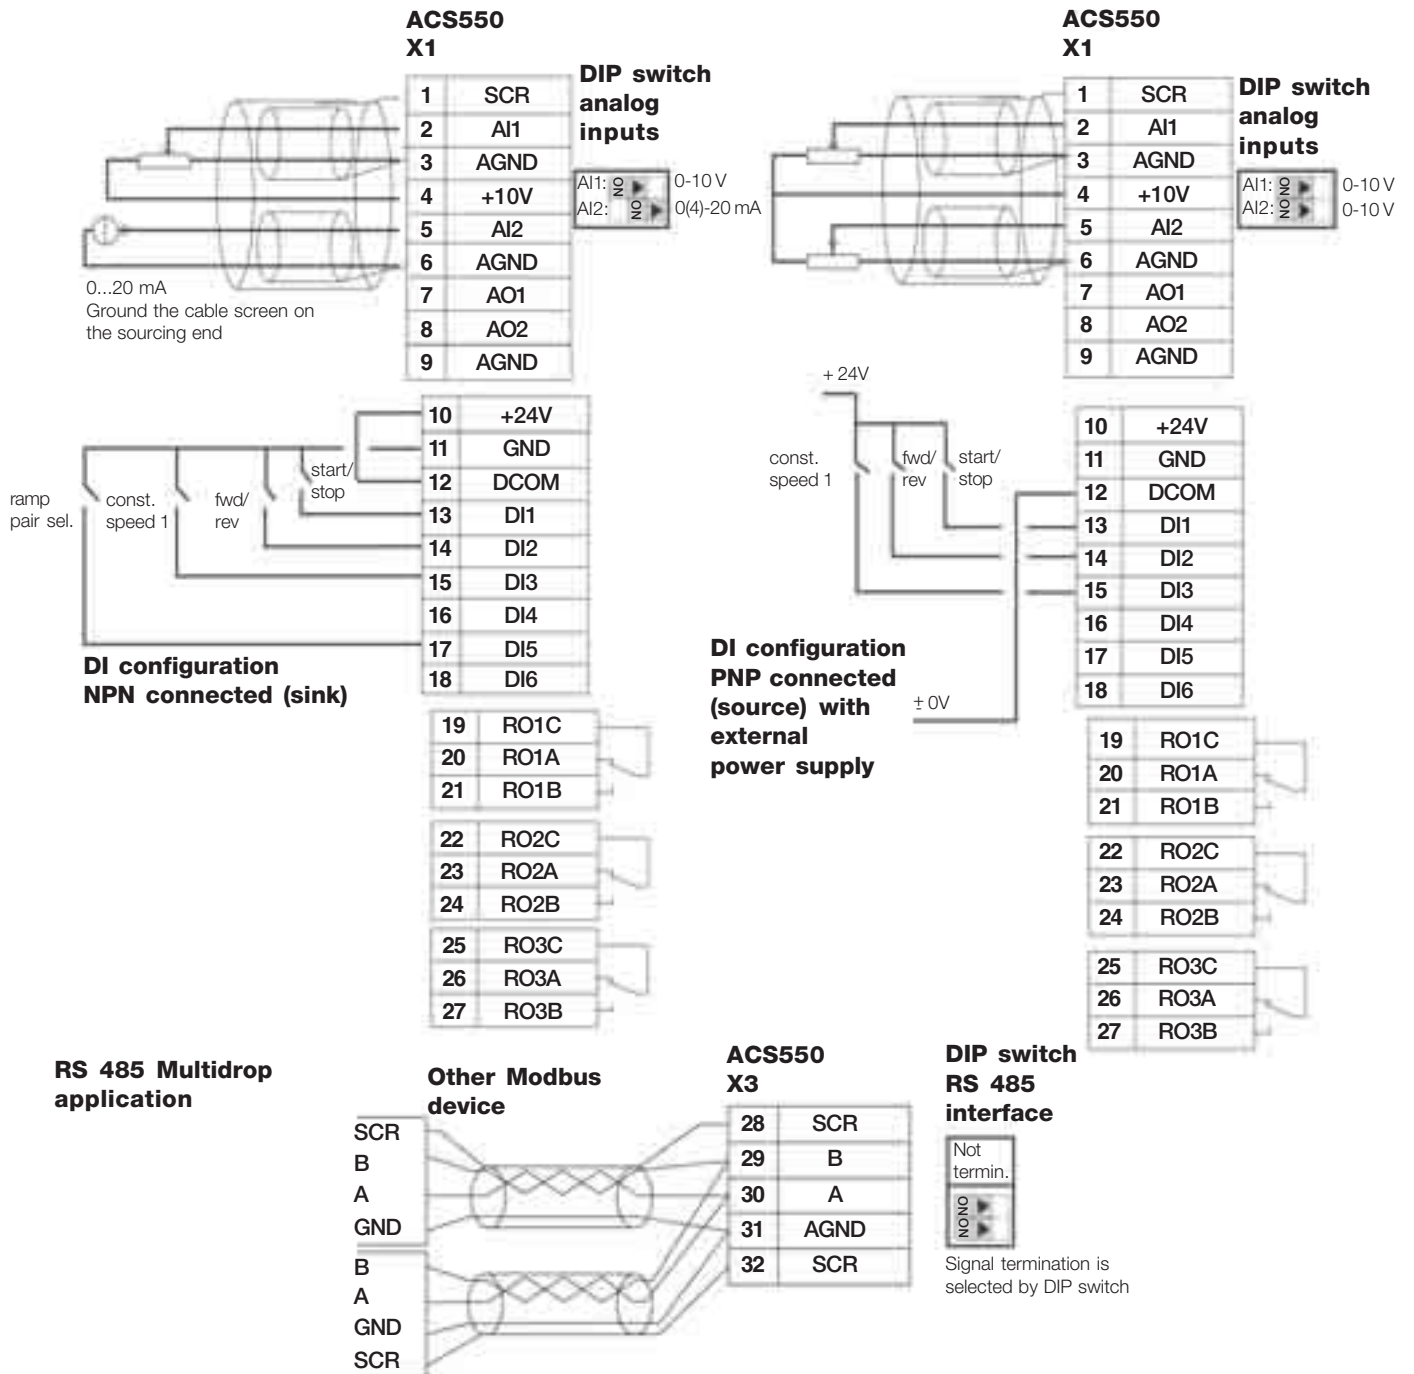 ACS550
X1
DIP switch
analog
inputs
1 SCR
2 AI1
3 AGND
4 +10V
5 AI2
6 AGND
7 AO1
8 AO2
9 AGND
AI1: ON 0-10 V
AI2: ON 0(4)-20 mA
0...20 mA
Ground the cable screen on
the sourcing end
10 +24V
11 GND
12 DCOM
13 DI1
14 DI2
15 DI3
16 DI4
17 DI5
18 DI6
ramp
pair sel.
const.
speed 1
fwd/
rev
start/
stop
DI configuration
NPN connected (sink)
19 RO1C
20 RO1A
21 RO1B
22 RO2C
23 RO2A
24 RO2B
25 RO3C
26 RO3A
27 RO3B
ACS550
X1
DIP switch
analog
inputs
1 SCR
2 AI1
3 AGND
4 +10V
5 AI2
6 AGND
7 AO1
8 AO2
9 AGND
AI1: ON 0-10 V
AI2: ON 0-10 V
+ 24V
const.
speed 1
fwd/
rev
start/
stop
10 +24V
11 GND
12 DCOM
13 DI1
14 DI2
15 DI3
16 DI4
17 DI5
18 DI6
DI configuration
PNP connected
(source) with
external
power supply
± 0V
19 RO1C
20 RO1A
21 RO1B
22 RO2C
23 RO2A
24 RO2B
25 RO3C
26 RO3A
27 RO3B
RS 485 Multidrop
application
Other Modbus
device
SCR
B
A
GND
B
A
GND
SCR
ACS550
X3
28 SCR
29 B
30 A
31 AGND
32 SCR
DIP switch
RS 485
interface
Not
termin.
ON ON
Signal termination is
selected by DIP switch